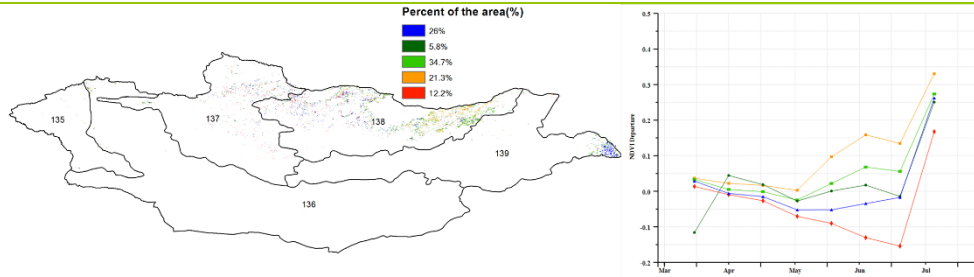 Percent of the area(%)
26%
5.8%
34.7%
21.3%
12.2%
135
137
138
139
136
NDVI Departure
0.5
0.4
0.3
0.2
0.1
0.0
-0.1
-0.2
Mar
Apr
May
Jun
Jul